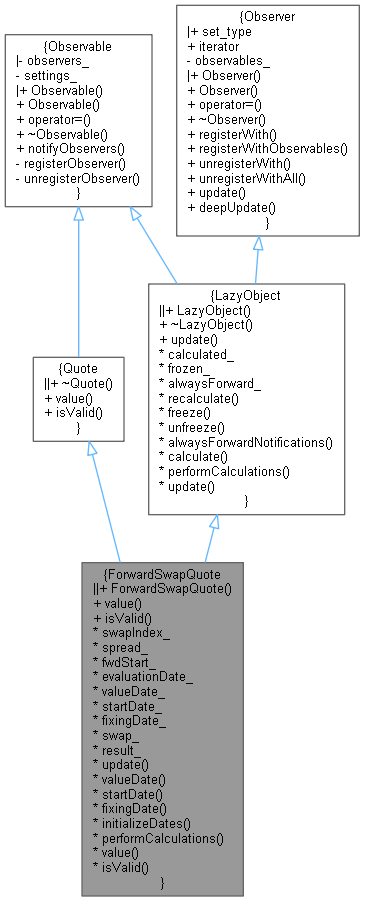 {Observable
|- observers_
- settings_
|+ Observable()
+ Observable()
+ operator=()
+ ~Observable()
+ notifyObservers()
- registerObserver()
- unregisterObserver()
}
{Observer
|+ set_type
+ iterator
- observables_
|+ Observer()
+ Observer()
+ operator=()
+ ~Observer()
+ registerWith()
+ registerWithObservables()
+ unregisterWith()
+ unregisterWithAll()
+ update()
+ deepUpdate()
}
{LazyObject
||+ LazyObject()
+ ~LazyObject()
+ update()
* calculated_
* frozen_
* alwaysForward_
* recalculate()
* freeze()
* unfreeze()
* alwaysForwardNotifications()
* calculate()
* performCalculations()
* update()
}
{Quote
||+ ~Quote()
+ value()
+ isValid()
}
{ForwardSwapQuote
||+ ForwardSwapQuote()
+ value()
+ isValid()
* swapIndex_
* spread_
* fwdStart_
* evaluationDate_
* valueDate_
* startDate_
* fixingDate_
* swap_
* result_
* update()
* valueDate()
* startDate()
* fixingDate()
* initializeDates()
* performCalculations()
* value()
* isValid()
}